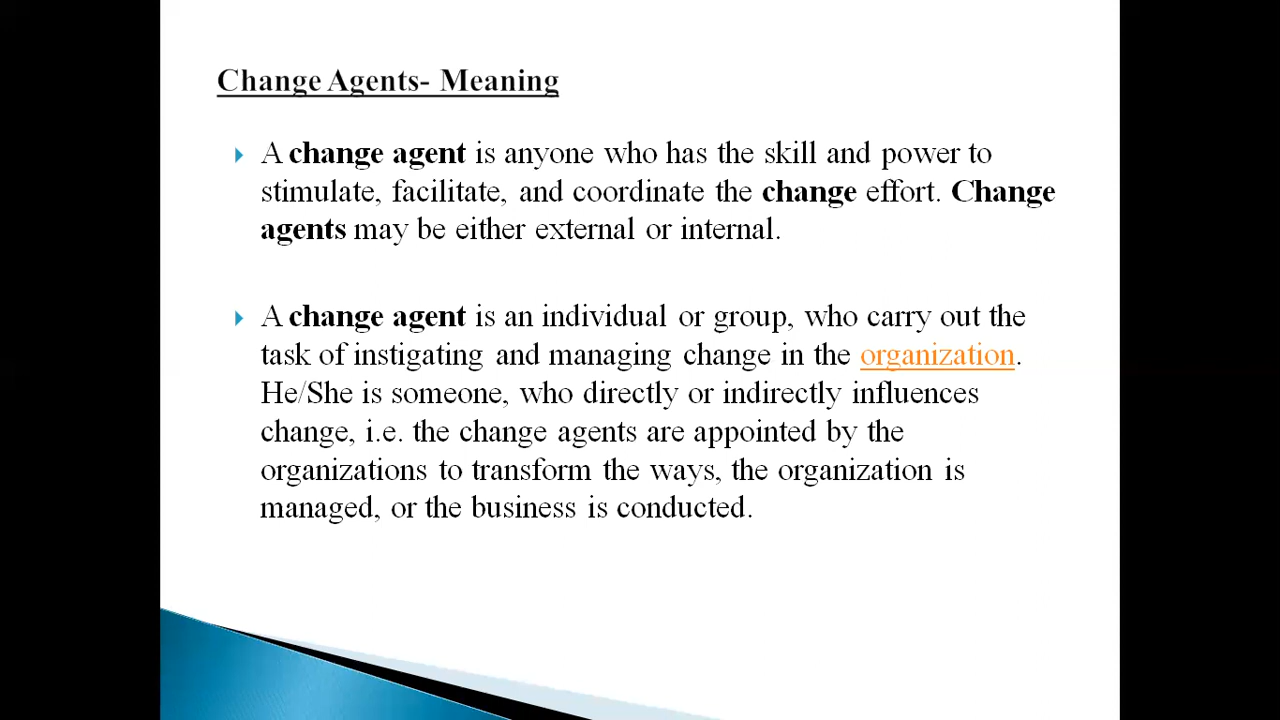 Change Agents- Meaning
A change agent is anyone who has the skill and power to
stimulate, facilitate, and coordinate the change effort. Change
agents may be either external or internal.
A change agent is an individual or group, who carry out the
task of instigating and managing change in the organization.
He/She is someone, who directly or indirectly influences
change, i.e. the change agents are appointed by the
organizations to transform the ways, the organization is
managed, or the business is conducted.